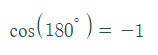 cos(180°) = −1